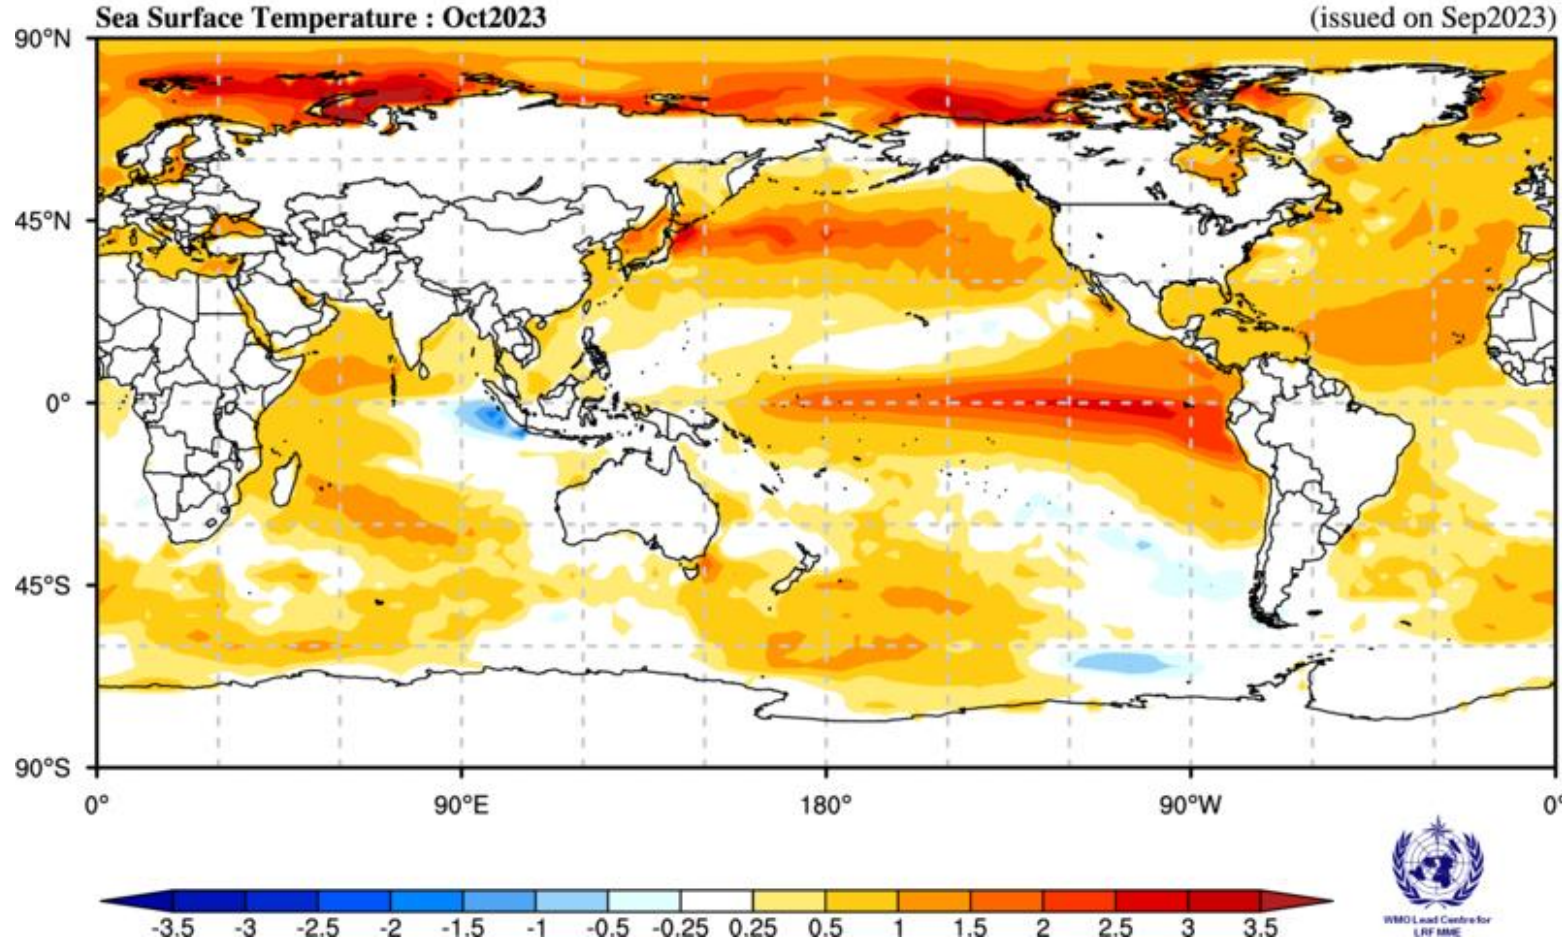 Sea Surface Temperature : Oct2023 (issued on Sep2023)
90°N
45°N
0°
45°S
90°S
0° 90°E 180° 90°W 0°
-3.5 -3 -2.5 -2 -1.5 -1 -0.5 -0.25 0.25 0.5 1 1.5 2 2.5 3 3.5
WMO Lead Centre for
LRF MME